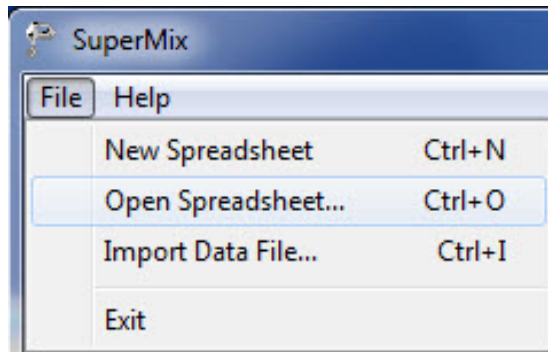 SuperMix
File Help
New Spreadsheet Ctrl+N
Open Spreadsheet... Ctrl+O
Import Data File... Ctrl+I
Exit